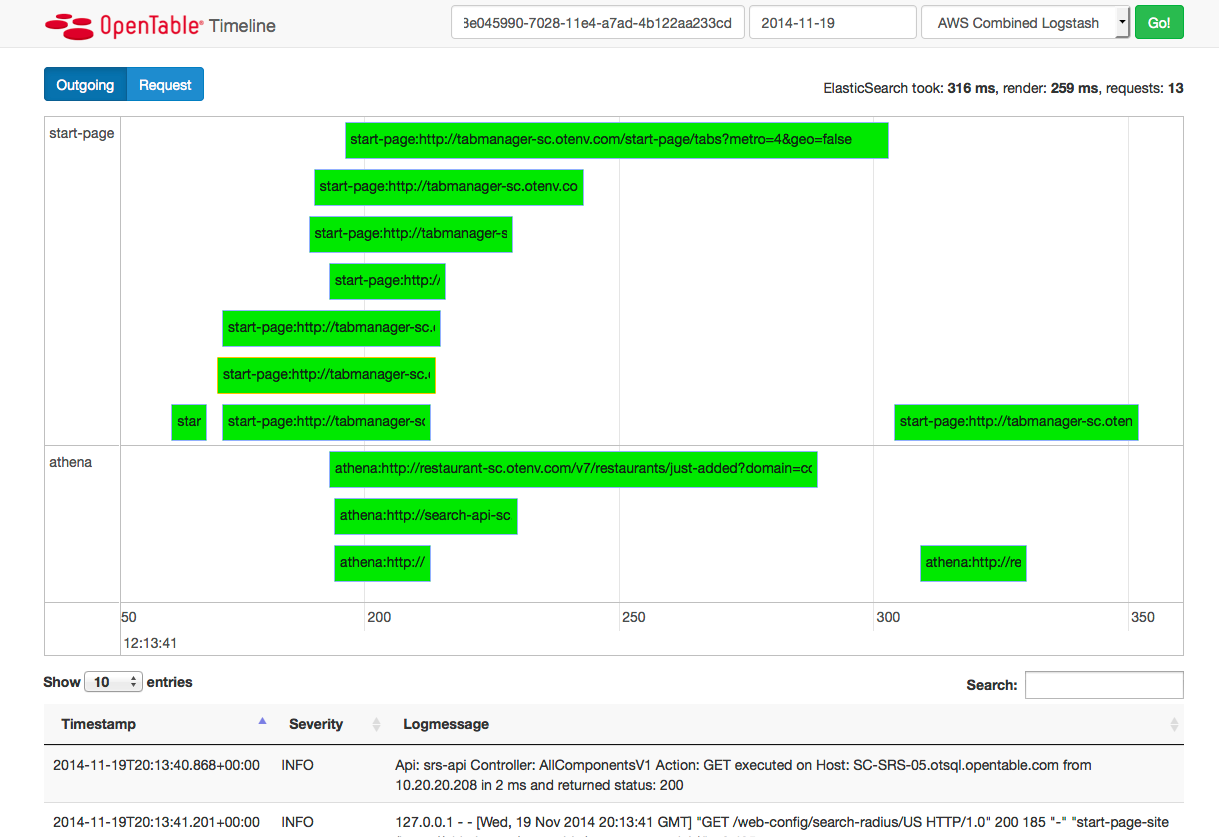 OpenTable® Timeline
3e045990-7028-11e4-a7ad-4b122aa233cd
2014-11-19
AWS Combined Logstash
Go!
Outgoing
Request
ElasticSearch took: 316 ms, render: 259 ms, requests: 13
start-page
start-page:http://tabmanager-sc.otenv.com/start-page/tabs?metro=4&geo=false
start-page:http://tabmanager-sc.otenv.co
start-page:http://tabmanager-s
start-page:http:/
start-page:http://tabmanager-sc.
start-page:http://tabmanager-sc.
star
start-page:http://tabmanager-sc
start-page:http://tabmanager-sc.oten
athena
athena:http://restaurant-sc.otenv.com/v7/restaurants/just-added?domain=co
athena:http://search-api-sc
athena:http://
athena:http://re
50
200
250
300
350
12:13:41
Show 10 entries
Search:
Timestamp Severity Logmessage
2014-11-19T20:13:40.868+00:00 INFO Api: srs-api Controller: AllComponentsV1 Action: GET executed on Host: SC-SRS-05.otsql.opentable.com from
10.20.20.208 in 2 ms and returned status: 200
2014-11-19T20:13:41.201+00:00 INFO 127.0.0.1 - - [Wed, 19 Nov 2014 20:13:41 GMT] "GET /web-config/search-radius/US HTTP/1.0" 200 185 "-" "start-page-site